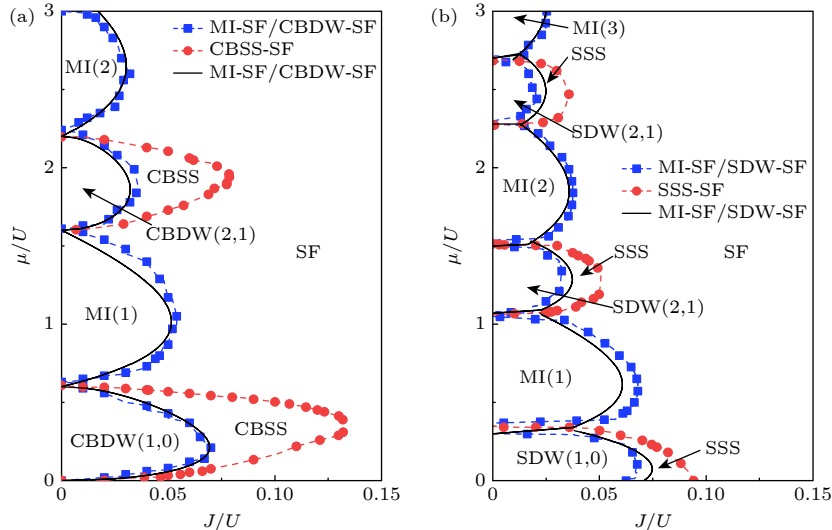 (a)
3
2
1
0
μ/U
0
0.05
0.10
0.15
J/U
MI-SF/CBDW-SF
CBSS-SF
MI-SF/CBDW-SF
MI(2)
CBSS
CBDW(2,1)
SF
MI(1)
CBSS
CBDW(1,0)
(b)
3
2
1
0
μ/U
0
0.05
0.10
0.15
J/U
MI(3)
SSS
SDW(2,1)
MI-SF/SDW-SF
SSS-SF
MI-SF/SDW-SF
MI(2)
SSS
SF
SDW(2,1)
MI(1)
SSS
SDW(1,0)